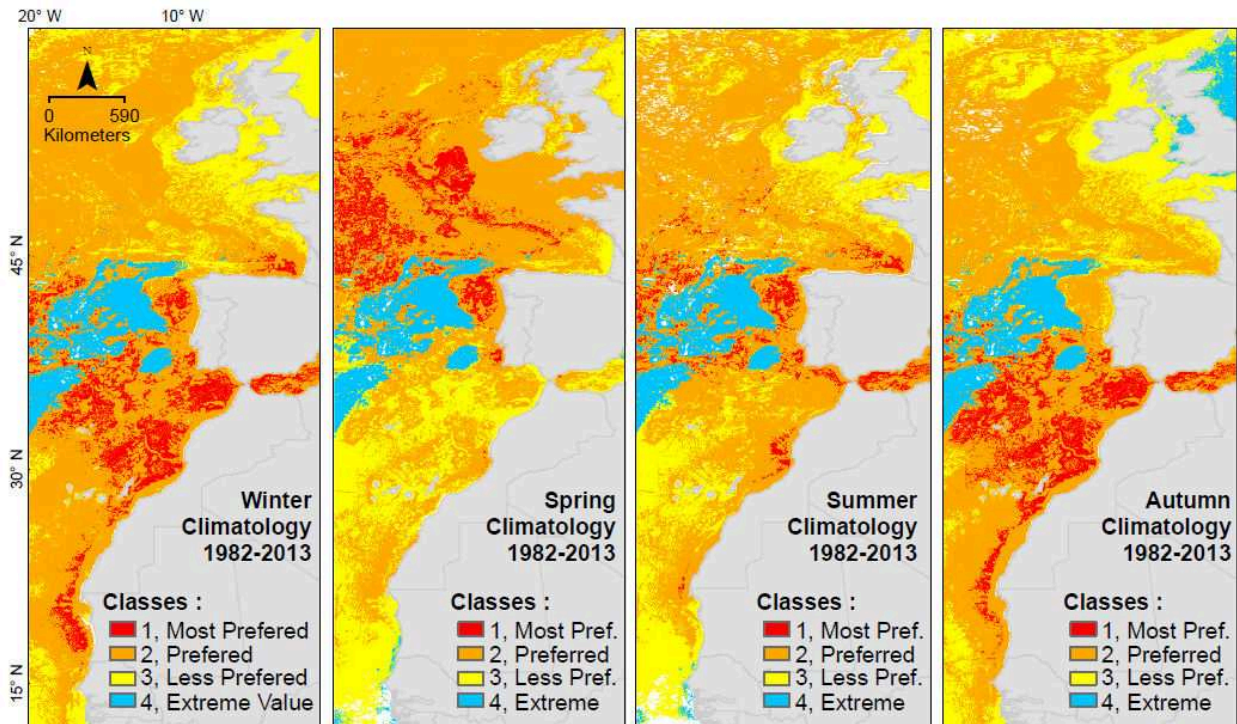 20° W
10° W
N
0 590
Kilometers
45° N
30° N
15° N
Winter
Climatology
1982-2013
Classes :
1, Most Prefered
2, Prefered
3, Less Prefered
4, Extreme Value
Spring
Climatology
1982-2013
Classes :
1, Most Pref.
2, Preferred
3, Less Pref.
4, Extreme
Summer
Climatology
1982-2013
Classes :
1, Most Pref.
2, Preferred
3, Less Pref.
4, Extreme
Autumn
Climatology
1982-2013
Classes :
1, Most Pref.
2, Preferred
3, Less Pref.
4, Extreme